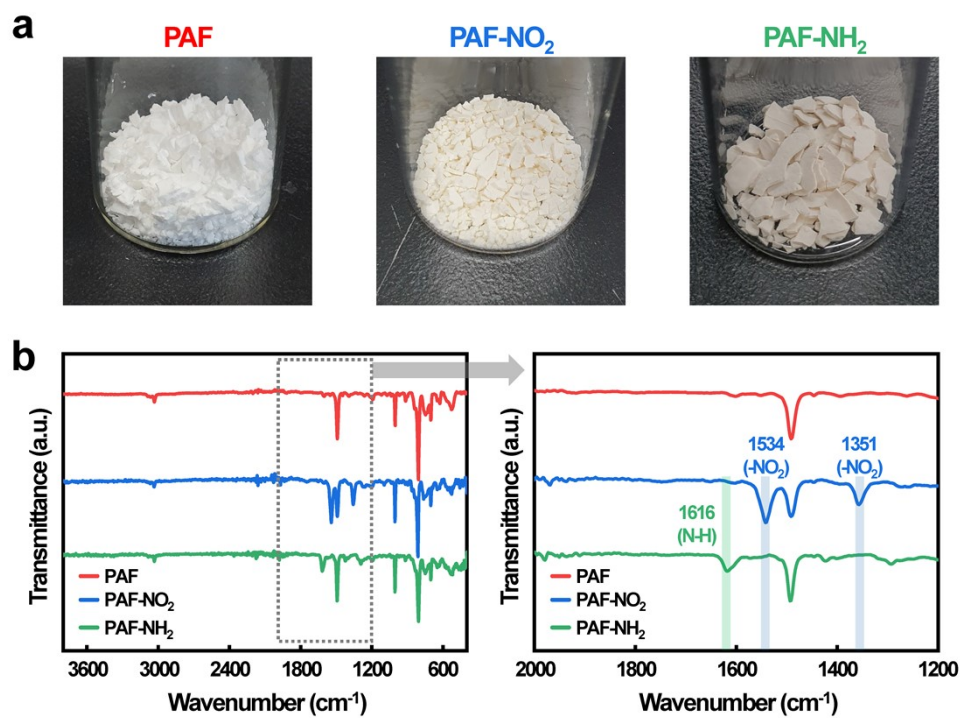 a
PAF
PAF-NO₂
PAF-NH₂
b
Transmittance (a.u.)
PAF
PAF-NO₂
PAF-NH₂
3600 3000 2400 1800 1200 600
Wavenumber (cm⁻¹)
Transmittance (a.u.)
1534
(-NO₂)
1351
(-NO₂)
1616
(N-H)
PAF
PAF-NO₂
PAF-NH₂
2000 1800 1600 1400 1200
Wavenumber (cm⁻¹)